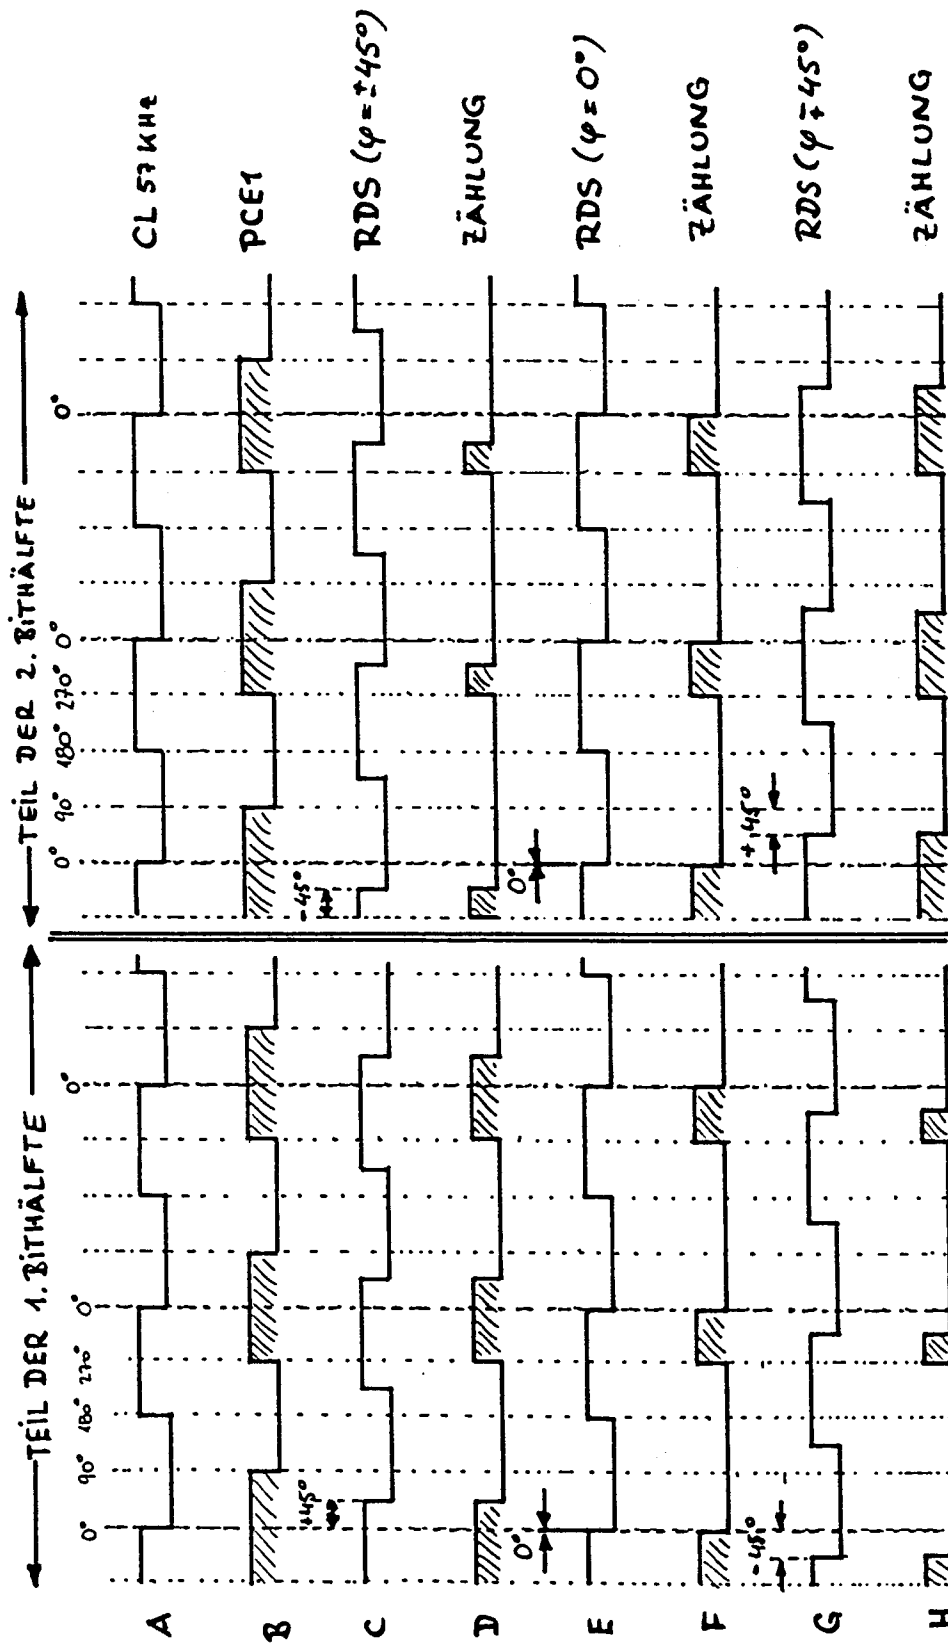 TEIL DER 1. BITHÄLFTE TEIL DER 2. BITHÄLFTE
0° 90° 180° 270° 0° 0° 0° 90° 180° 270° 0° 0°
A CL 57 KHz
B PCE1
+45° -45°
C RDS (φ = ±45°)
D ZÄHLUNG
0° 0°
E RDS (φ = 0°)
F ZÄHLUNG
-45° +45°
G RDS (φ ∓ 45°)
H ZÄHLUNG